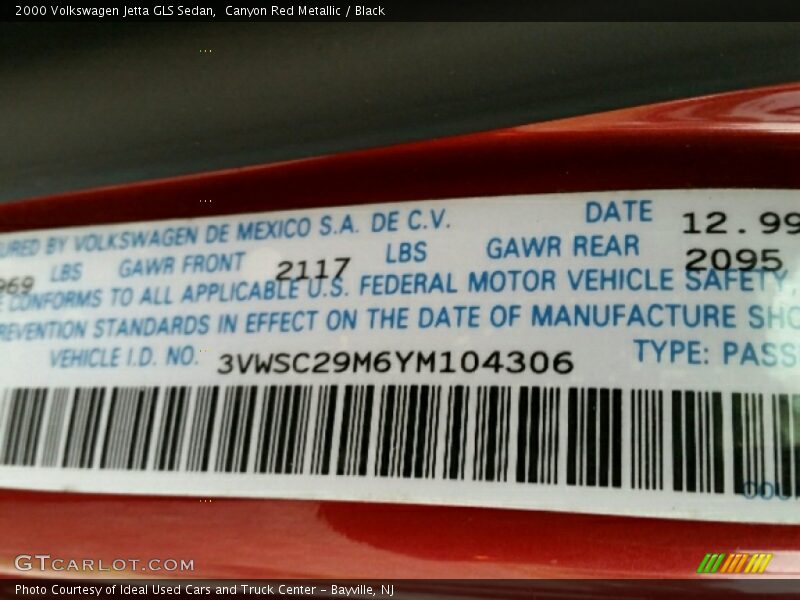 2000 Volkswagen Jetta GLS Sedan,  Canyon Red Metallic / Black
URED BY VOLKSWAGEN DE MEXICO S.A. DE C.V. DATE 12.99
969 LBS GAWR FRONT 2117 LBS GAWR REAR 2095
E CONFORMS TO ALL APPLICABLE U.S. FEDERAL MOTOR VEHICLE SAFETY,
REVENTION STANDARDS IN EFFECT ON THE DATE OF MANUFACTURE SHO
VEHICLE I.D. NO. 3VWSC29M6YM104306 TYPE: PASS
GTCARLOT.COM
Photo Courtesy of Ideal Used Cars and Truck Center – Bayville, NJ